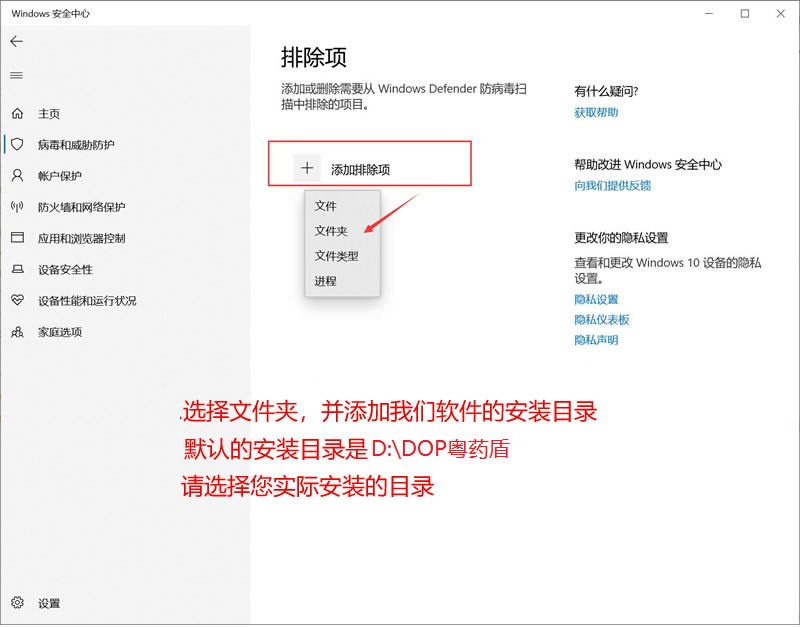 Windows 安全中心
主页
病毒和威胁防护
帐户保护
防火墙和网络保护
应用和浏览器控制
设备安全性
设备性能和运行状况
家庭选项
设置
排除项
添加或删除需要从 Windows Defender 防病毒扫
描中排除的项目。
添加排除项
文件
文件夹
文件类型
进程
有什么疑问?
获取帮助
帮助改进 Windows 安全中心
向我们提供反馈
更改你的隐私设置
查看和更改 Windows 10 设备的隐私
设置。
隐私设置
隐私仪表板
隐私声明
.选择文件夹，并添加我们软件的安装目录
默认的安装目录是D:\DOP粤药盾
请选择您实际安装的目录